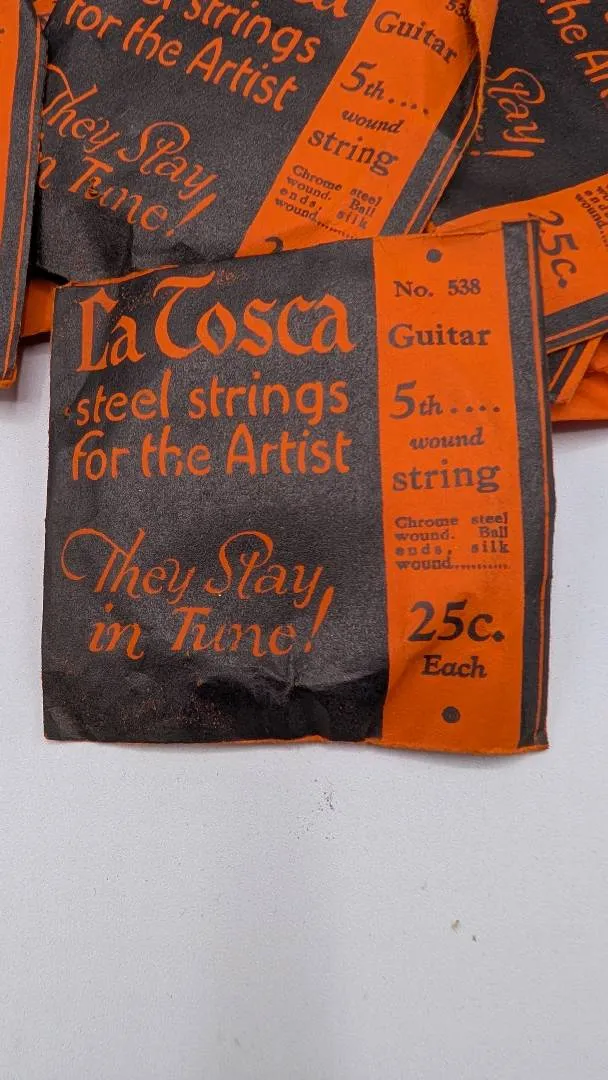 strings
for the Artist
They Stay
in Tune!
Guitar
5th....
wound
string
Chrome steel
wound. Ball
ends, silk
wound
Stay!
25c.
La Tosca
steel strings
for the Artist
They Stay
in Tune!
No. 538
Guitar
5th....
wound
string
Chrome steel
wound. Ball
ends, silk
wound..........
25c.
Each